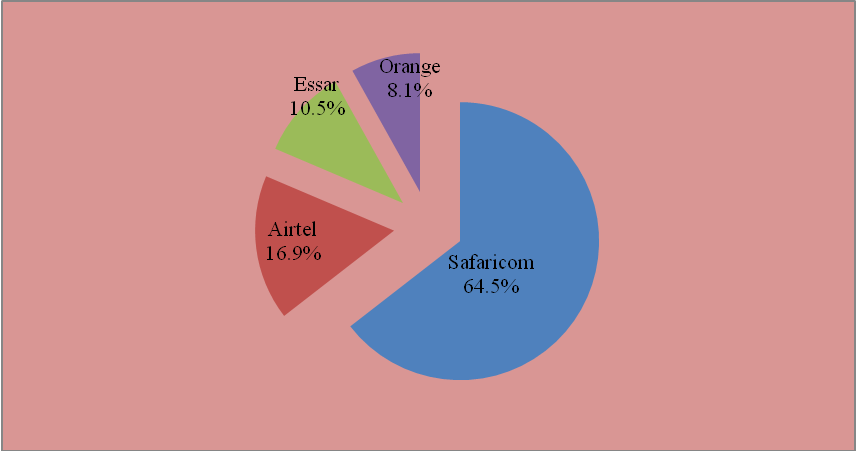 Orange
8.1%
Essar
10.5%
Airtel
16.9%
Safaricom
64.5%